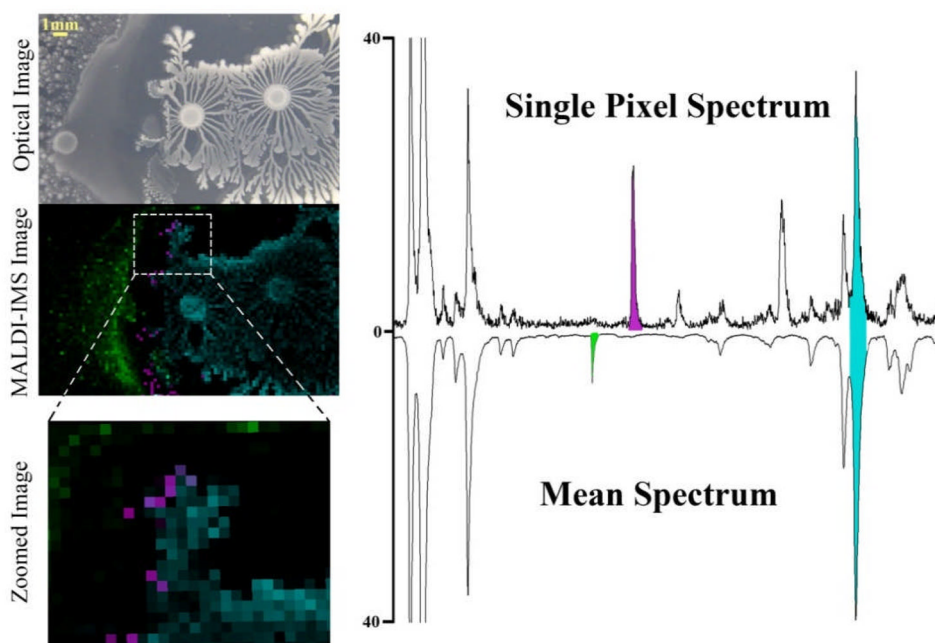 1mm
Optical Image
MALDI-IMS Image
Zoomed Image
40
Single Pixel Spectrum
0
Mean Spectrum
40